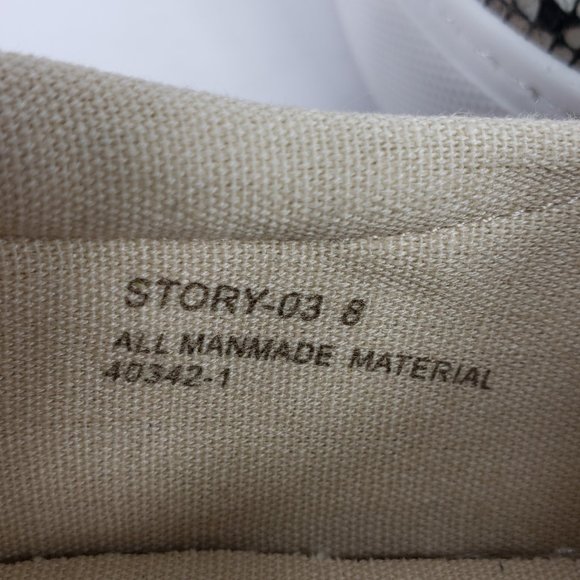 STORY-03 8
ALL MANMADE MATERIAL
40342-1